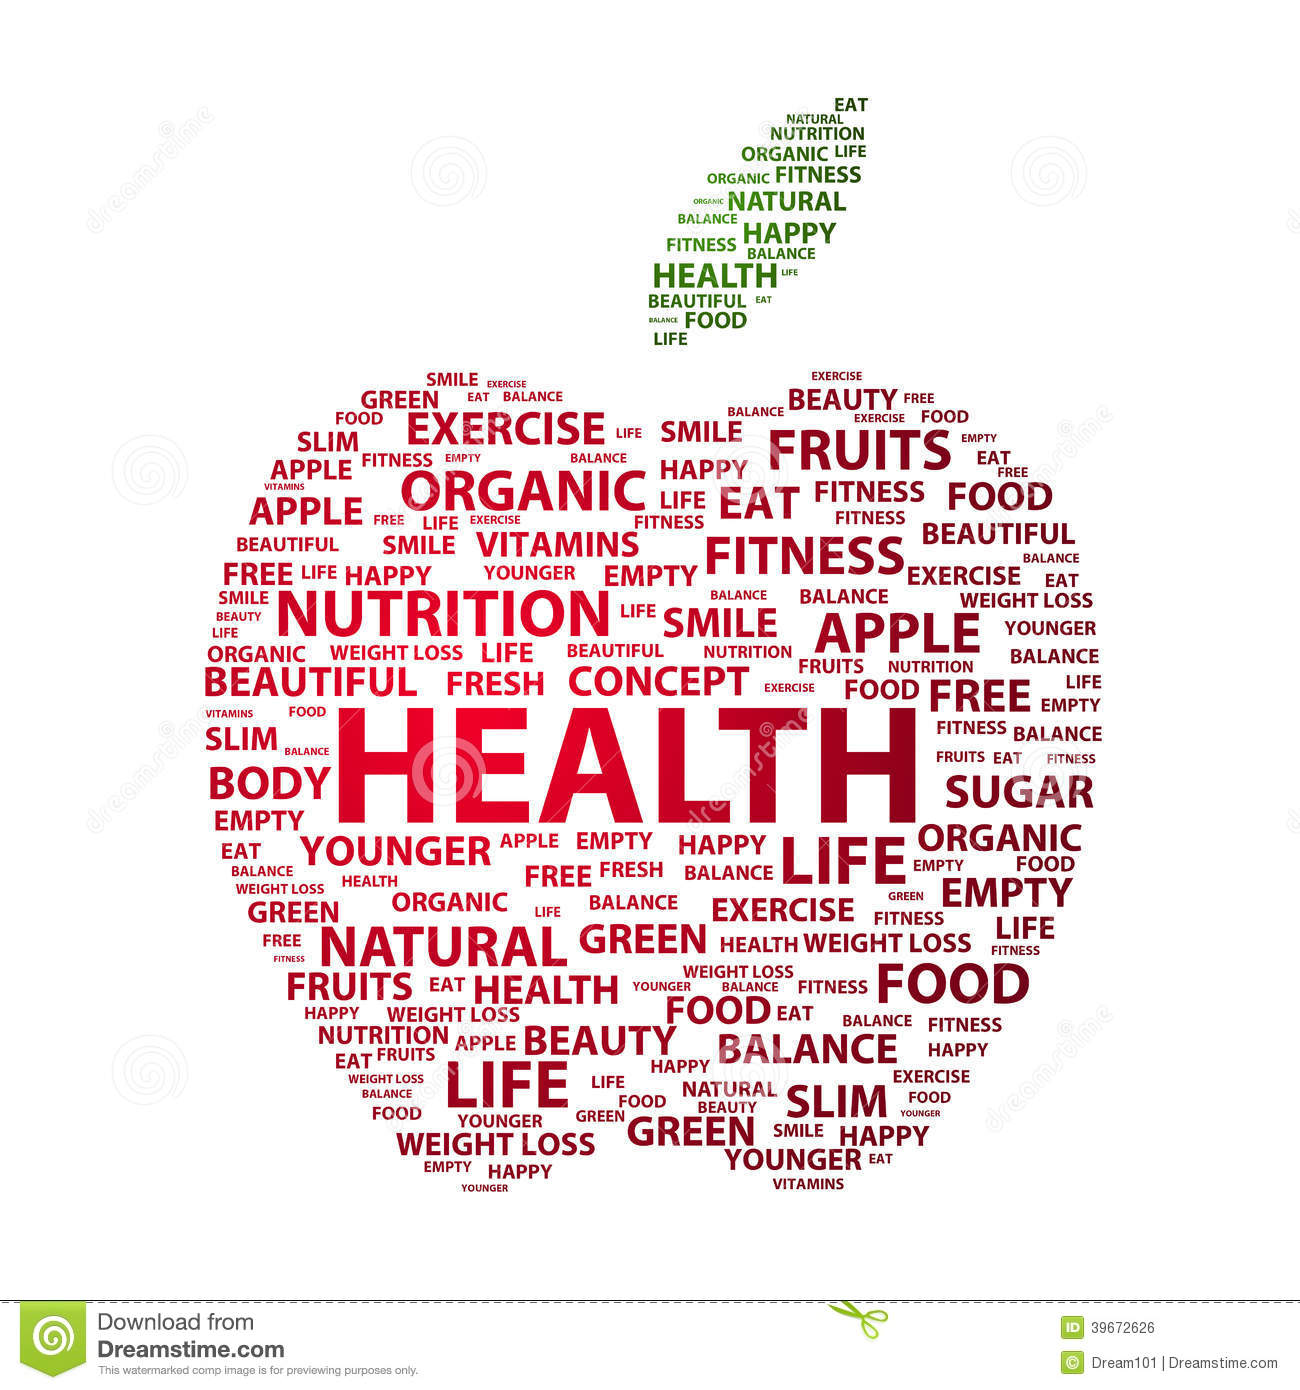 EAT
NATURAL
NUTRITION
ORGANIC LIFE
ORGANIC FITNESS
ORGANIC NATURAL
BALANCE
HAPPY
FITNESS
BALANCE
HEALTH LIFE
BEAUTIFUL EAT
BALANCE FOOD
LIFE
SMILE EXERCISE EXERCISE
GREEN EAT BALANCE BEAUTY FREE
FOOD EXERCISE LIFE SMILE BALANCE EXERCISE FOOD
SLIM FRUITS EMPTY
APPLE FITNESS EMPTY BALANCE HAPPY EAT
VITAMINS ORGANIC FREE
APPLE LIFE EAT FITNESS FOOD
FREE LIFE EXERCISE FITNESS FITNESS
BEAUTIFUL SMILE VITAMINS FITNESS BEAUTIFUL
BALANCE
FREE LIFE HAPPY YOUNGER EMPTY EXERCISE EAT
SMILE NUTRITION BALANCE BALANCE WEIGHT LOSS
BEAUTY LIFE SMILE APPLE YOUNGER
LIFE
ORGANIC WEIGHT LOSS LIFE BEAUTIFUL NUTRITION BALANCE
FRUITS NUTRITION
BEAUTIFUL FRESH CONCEPT EXERCISE FOOD FREE LIFE
VITAMINS FOOD EMPTY
SLIM BALANCE HEALTH FITNESS BALANCE
FRUITS EAT FITNESS
BODY SUGAR
EMPTY
EAT YOUNGER APPLE EMPTY HAPPY LIFE ORGANIC
BALANCE HEALTH FREE FRESH BALANCE EMPTY FOOD
WEIGHT LOSS ORGANIC GREEN EMPTY
GREEN LIFE BALANCE EXERCISE FITNESS
LIFE
FREE NATURAL GREEN HEALTH WEIGHT LOSS FITNESS
FITNESS
FRUITS EAT HEALTH YOUNGER WEIGHT LOSS BALANCE FITNESS FOOD
HAPPY WEIGHT LOSS FOOD EAT BALANCE FITNESS
NUTRITION APPLE BEAUTY BALANCE HAPPY
EAT FRUITS
WEIGHT LOSS LIFE LIFE HAPPY EXERCISE
BALANCE FOOD NATURAL SLIM FOOD
FOOD YOUNGER GREEN BEAUTY YOUNGER
WEIGHT LOSS GREEN SMILE HAPPY
EMPTY HAPPY YOUNGER EAT
YOUNGER VITAMINS
dreamstime
Download from
Dreamstime.com
This watermarked comp image is for previewing purposes only.
ID 39672626
© Dream101 | Dreamstime.com